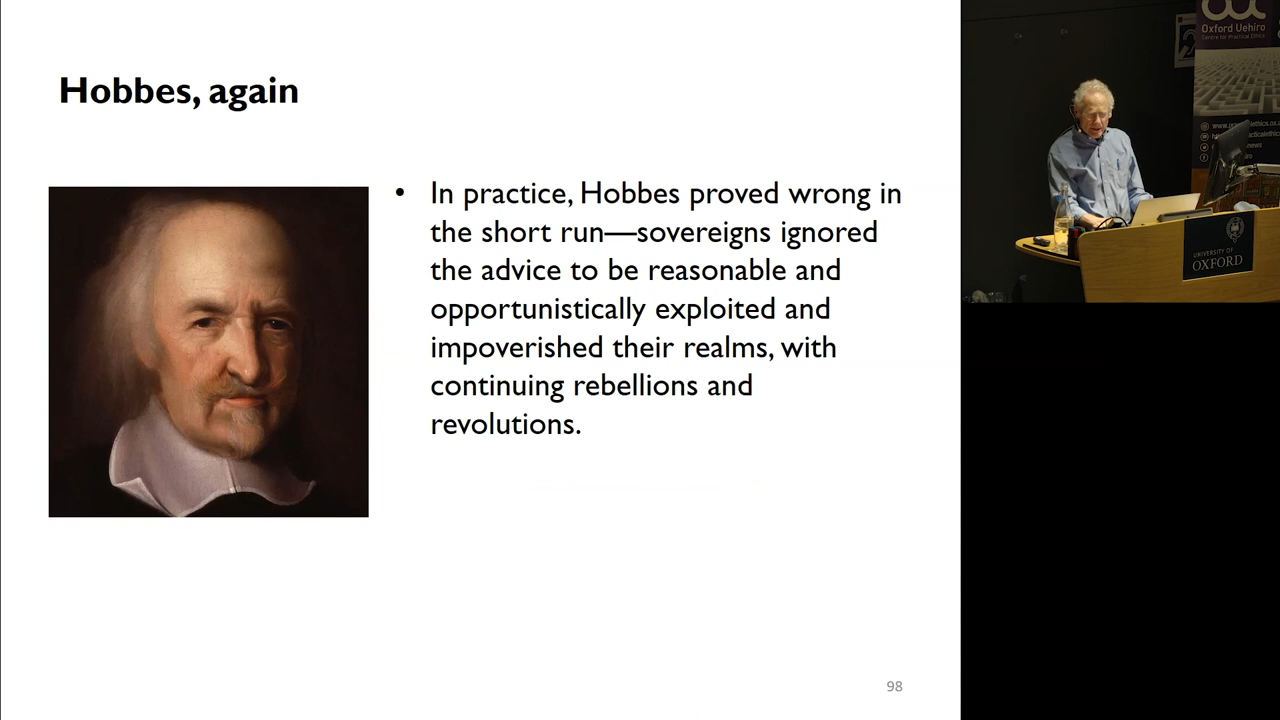 Hobbes, again
• In practice, Hobbes proved wrong in
the short run—sovereigns ignored
the advice to be reasonable and
opportunistically exploited and
impoverished their realms, with
continuing rebellions and
revolutions.
98
Oxford Uehiro
Centre for Practical Ethics
UNIVERSITY OF
OXFORD